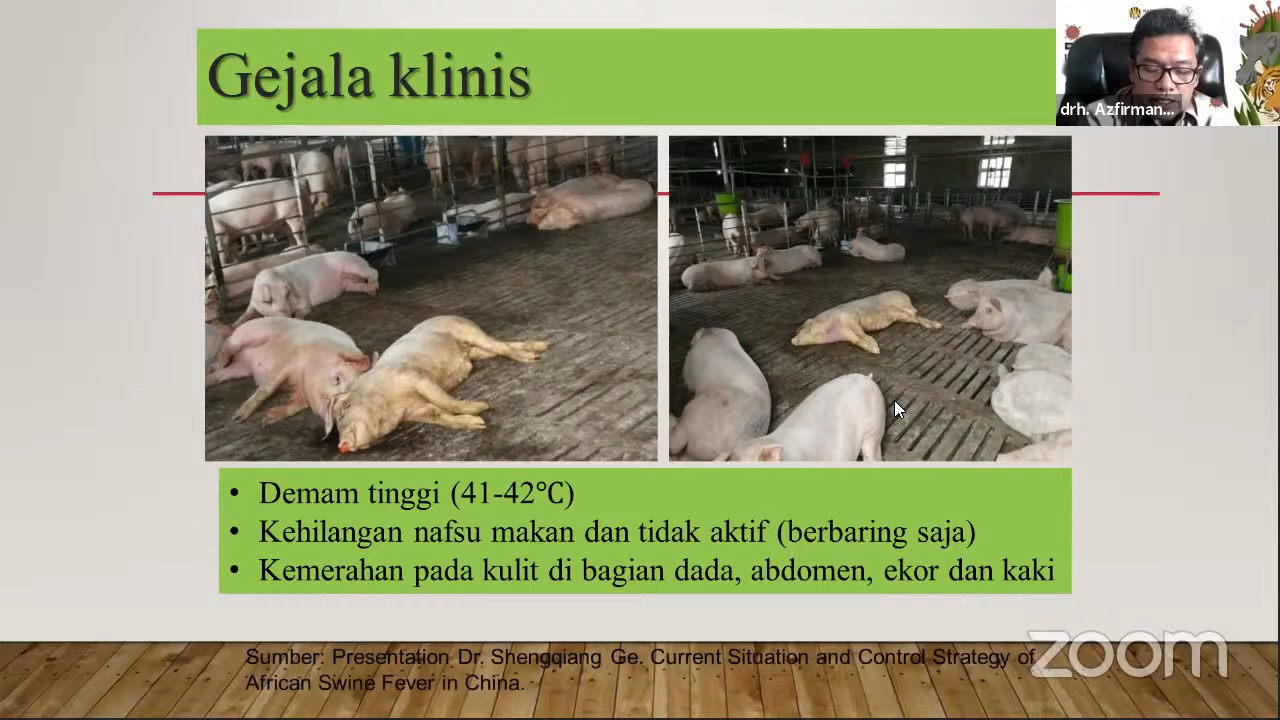 Gejala klinis
drh. Azfirman...
• Demam tinggi (41-42℃)
• Kehilangan nafsu makan dan tidak aktif (berbaring saja)
• Kemerahan pada kulit di bagian dada, abdomen, ekor dan kaki
Sumber: Presentation Dr. Shengqiang Ge. Current Situation and Control Strategy of
African Swine Fever in China.
zoom